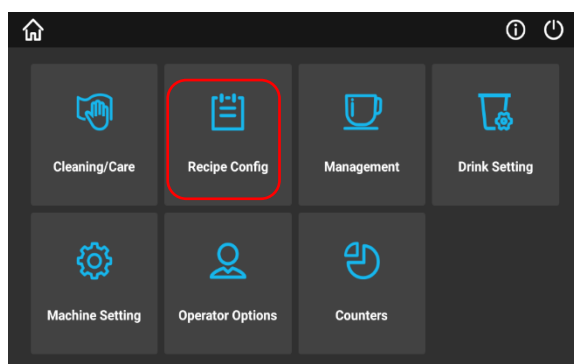 Cleaning/Care
Recipe Config
Management
Drink Setting
Machine Setting
Operator Options
Counters